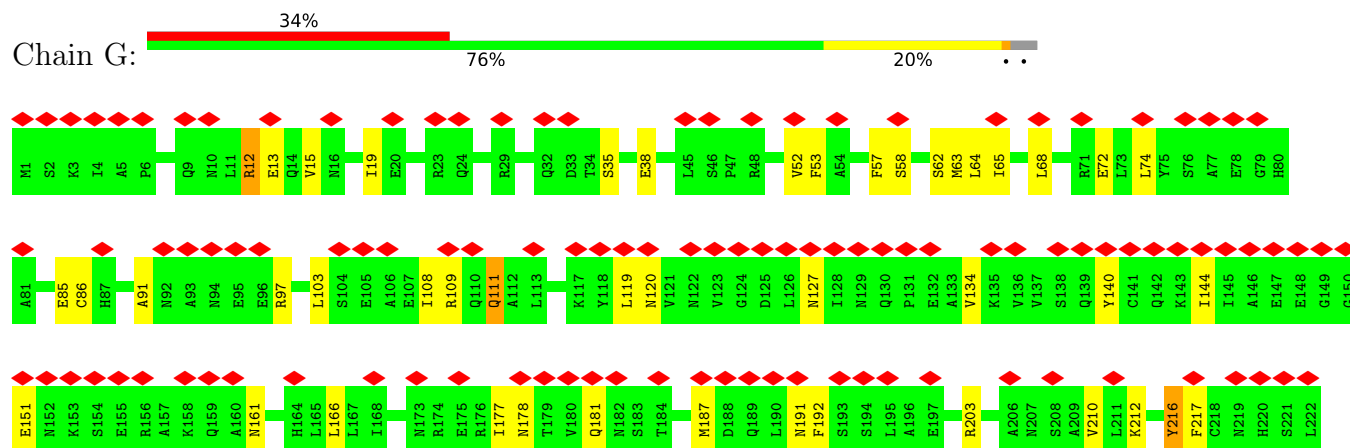 34%
Chain G:
76% 20% • •
M1 S2 K3 I4 A5 P6 Q9 N10 L11 R12 E13 Q14 V15 N16 I19 E20 R23 Q24 R29 Q32 D33 T34 S35 E38 L45 S46 P47 R48 V52 F53 A54 F57 S58 S62 M63 L64 I65 L68 R71 E72 L73 L74 Y75 S76 A77 E78 G79 H80
A81 E85 C86 H87 A91 N92 A93 N94 E95 E96 R97 L103 S104 E105 A106 E107 I108 R109 Q110 Q111 A112 L113 K117 Y118 L119 N120 V121 N122 V123 G124 D125 L126 N127 I128 N129 Q130 P131 E132 A133 V134 K135 V136 V137 S138 Q139 Y140 C141 Q142 K143 I144 I145 A146 E147 E148 G149 G150
E151 N152 K153 S154 E155 R156 A157 K158 Q159 A160 N161 H164 L165 L166 L167 I168 N173 R174 E175 R176 I177 N178 T179 V180 Q181 N182 S183 T184 M187 D188 Q189 L190 N191 F192 S193 S194 L195 A196 E197 R203 A206 N207 S208 A209 V210 L211 K212 Y216 F217 C218 N219 H220 S221 L222